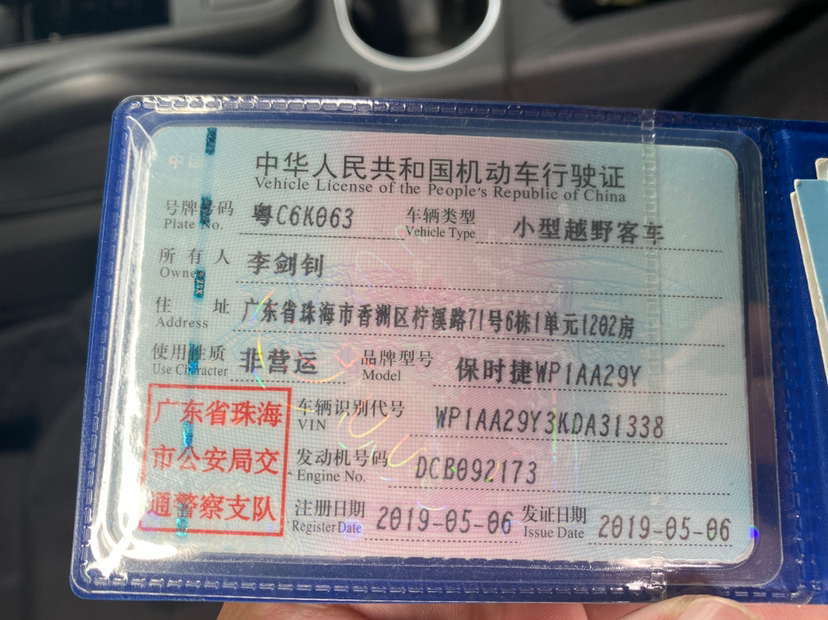 中华人民共和国机动车行驶证
Vehicle License of the People's Republic of China
号牌号码 粤C6K063 车辆类型 小型越野客车
Plate No. Vehicle Type
所有人 李剑钊
Owner
住址 广东省珠海市香洲区柠溪路71号6栋1单元1202房
Address
使用性质 非营运 品牌型号 保时捷WP1AA29Y
Use Character Model
广东省珠海
市公安局交
通警察支队
车辆识别代号 WP1AA29Y3KDA31338
VIN
发动机号码 DCB092173
Engine No.
注册日期 2019-05-06 发证日期 2019-05-06
Register Date Issue Date